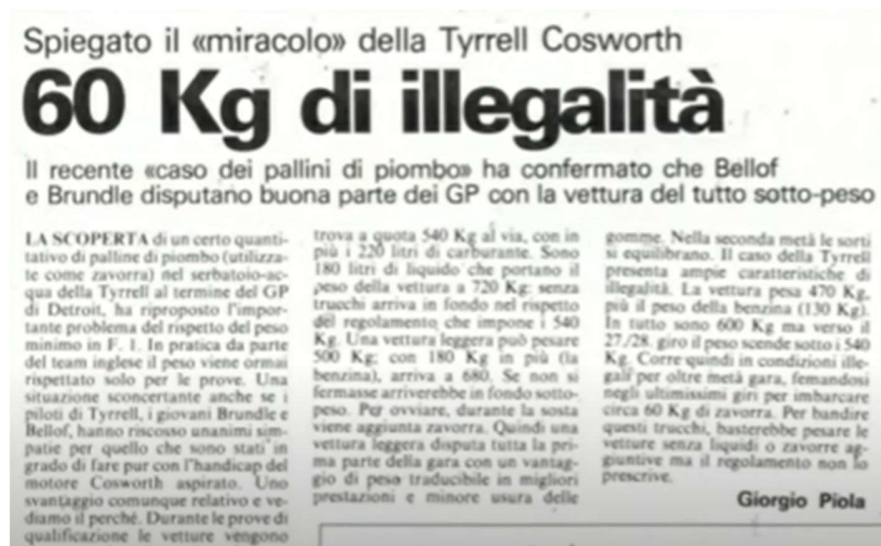 Spiegato il «miracolo» della Tyrrell Cosworth
60 Kg di illegalità
Il recente «caso dei pallini di piombo» ha confermato che Bellof
e Brundle disputano buona parte dei GP con la vettura del tutto sotto-peso
LA SCOPERTA di un certo quanti-
tativo di palline di piombo (utilizza-
te come zavorra) nel serbatoio-ac-
qua della Tyrrell al termine del GP
di Detroit, ha riproposto l'impor-
tante problema del rispetto del peso
minimo in F. 1. In pratica da parte
del team inglese il peso viene ormai
rispettato solo per le prove. Una
situazione sconcertante anche se i
piloti di Tyrrell, i giovani Brundle e
Bellof, hanno riscosso unanimi sim-
patie per quello che sono stati in
grado di fare pur con l'handicap del
motore Cosworth aspirato. Uno
svantaggio comunque relativo e ve-
diamo il perché. Durante le prove di
qualificazione le vetture vengono
trova a quota 540 Kg al via, con in
più i 220 litri di carburante. Sono
180 litri di liquido che portano il
peso della vettura a 720 Kg: senza
trucchi arriva in fondo nel rispetto
del regolamento che impone i 540
Kg. Una vettura leggera può pesare
500 Kg; con 180 Kg in più (la
benzina), arriva a 680. Se non si
fermasse arriverebbe in fondo sotto-
peso. Per ovviare, durante la sosta
viene aggiunta zavorra. Quindi una
vettura leggera disputa tutta la pri-
ma parte della gara con un vantag-
gio di peso traducibile in migliori
prestazioni e minore usura delle
gomme. Nella seconda metà le sorti
si equilibrano. Il caso della Tyrrell
presenta ampie caratteristiche di
illegalità. La vettura pesa 470 Kg,
più il peso della benzina (130 Kg).
In tutto sono 600 Kg ma verso il
27./28. giro il peso scende sotto i 540
Kg. Corre quindi in condizioni ille-
gali per oltre metà gara, femandosi
negli ultimissimi giri per imbarcare
circa 60 Kg di zavorra. Per bandire
questi trucchi, basterebbe pesare le
vetture senza liquidi o zavorre ag-
giuntive ma il regolamento non lo
prescrive.
Giorgio Piola